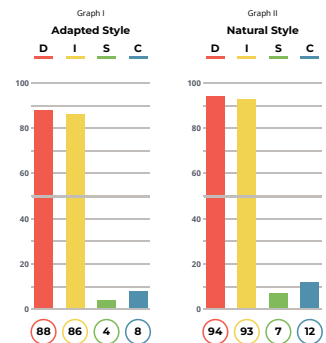 Graph I
Adapted Style
D I S C
100
80
60
40
20
0
88 86 4 8
Graph II
Natural Style
D I S C
100
80
60
40
20
0
94 93 7 12